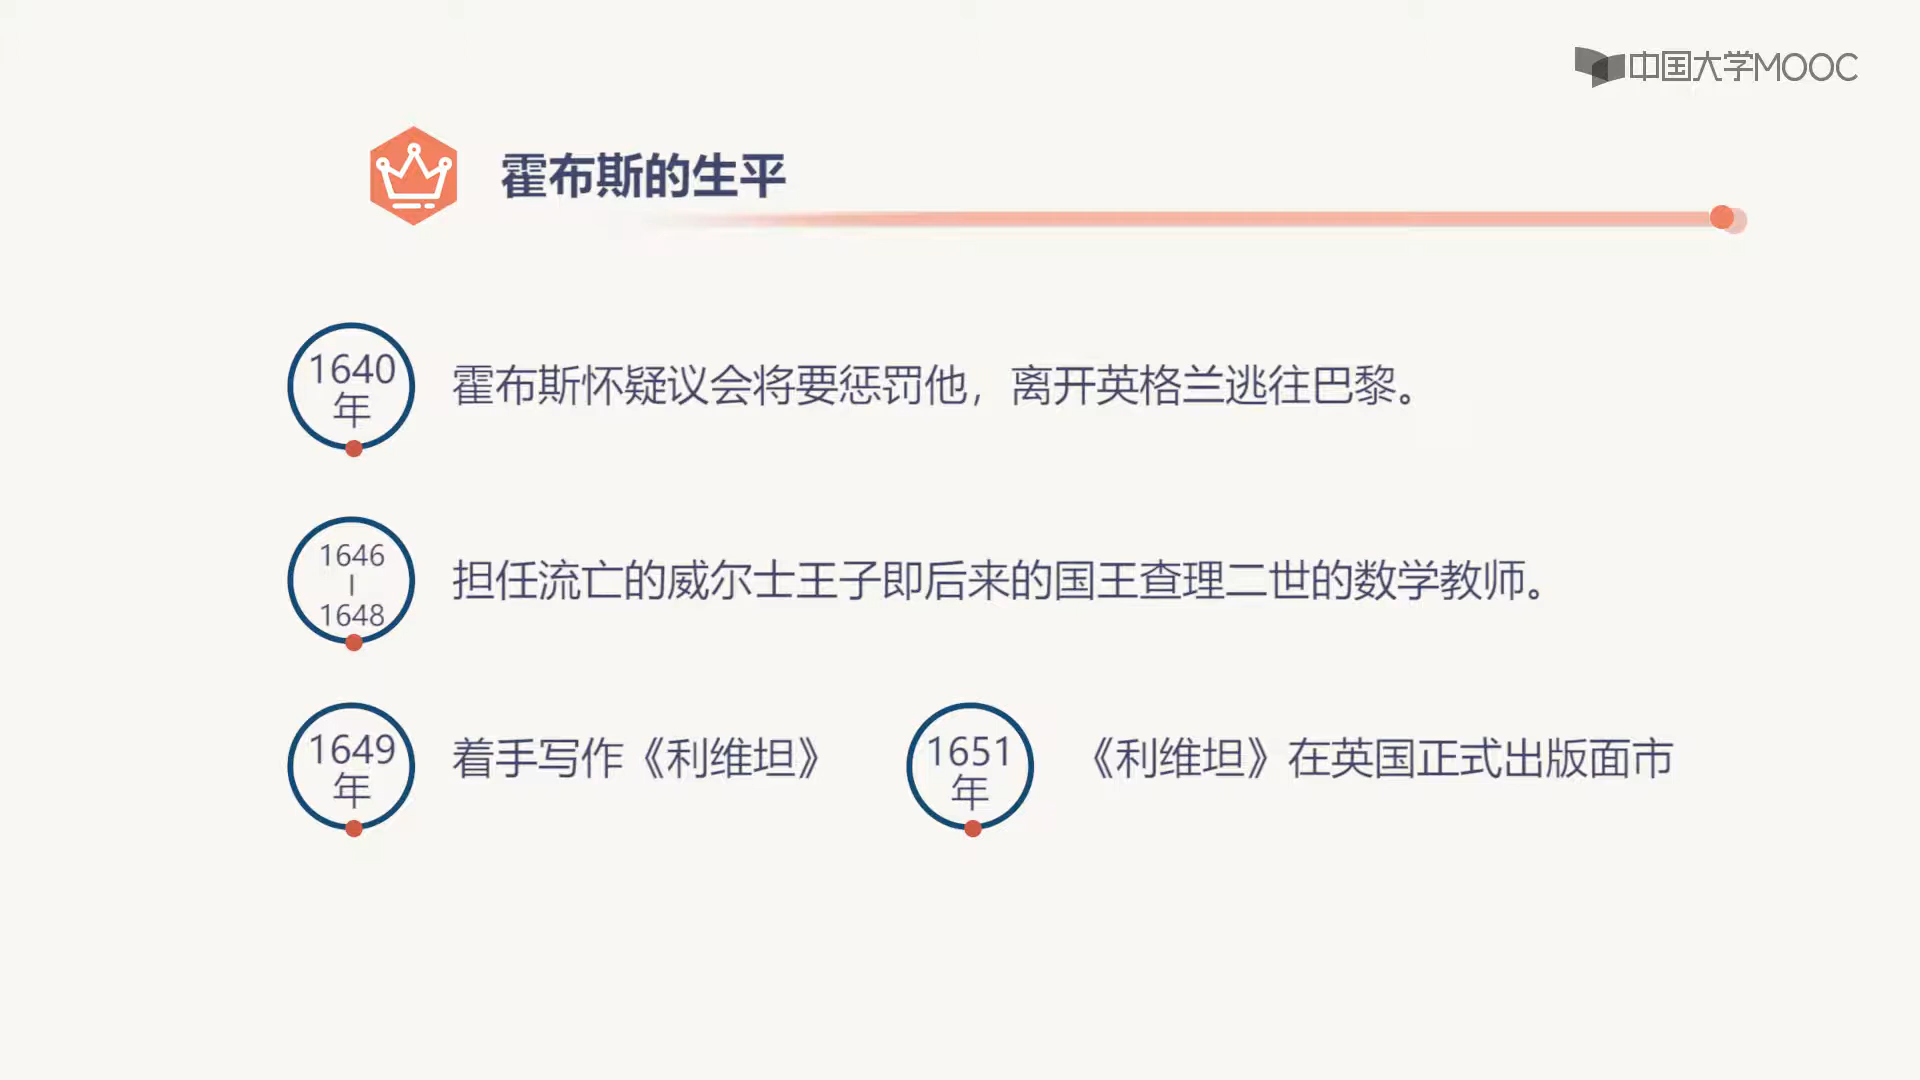 中国大学MOOC
霍布斯的生平
1640
年
霍布斯怀疑议会将要惩罚他，离开英格兰逃往巴黎。
1646
|
1648
担任流亡的威尔士王子即后来的国王查理二世的数学教师。
1649
年
着手写作《利维坦》
1651
年
《利维坦》在英国正式出版面市